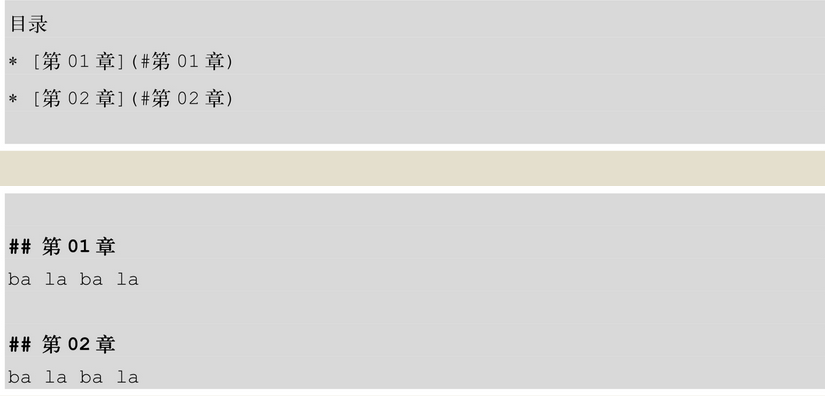 目录
* [第 01 章](#第 01 章)
* [第 02 章](#第 02 章)
## 第 01 章
ba la ba la
## 第 02 章
ba la ba la